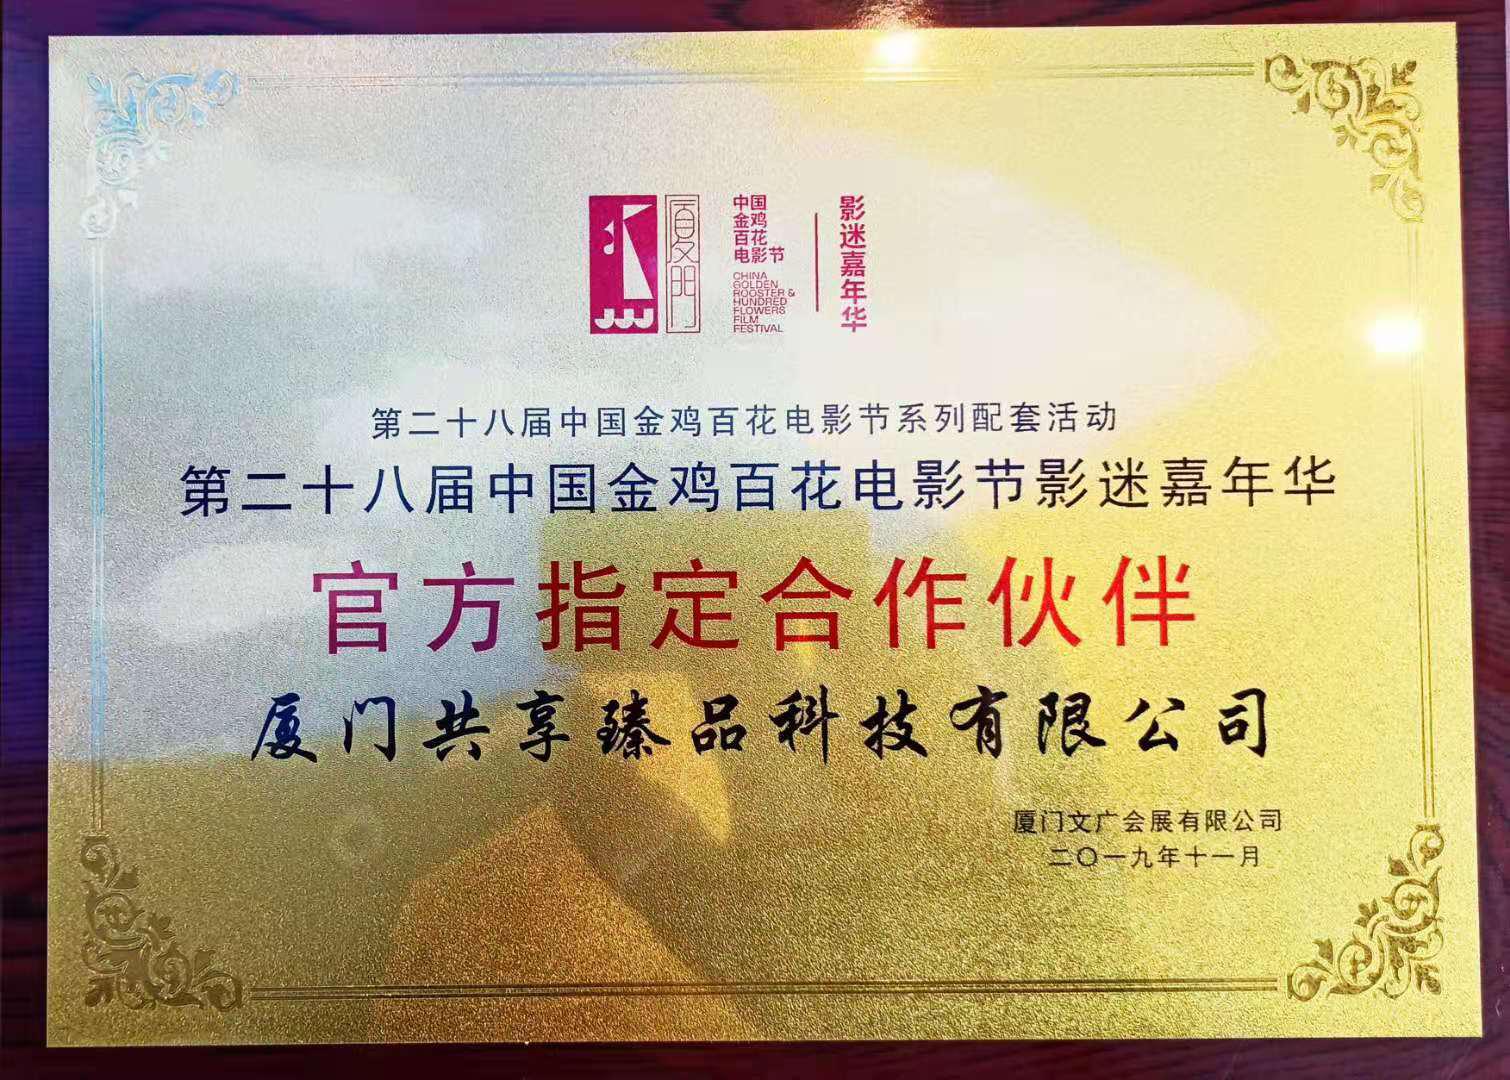 厦门
中国
金鸡
百花
电影节
CHINA
GOLDEN
ROOSTER &
HUNDRED
FLOWERS
FILM
FESTIVAL
影迷嘉年华
第二十八届中国金鸡百花电影节系列配套活动
第二十八届中国金鸡百花电影节影迷嘉年华
官方指定合作伙伴
厦门共享臻品科技有限公司
厦门文广会展有限公司
二〇一九年十一月